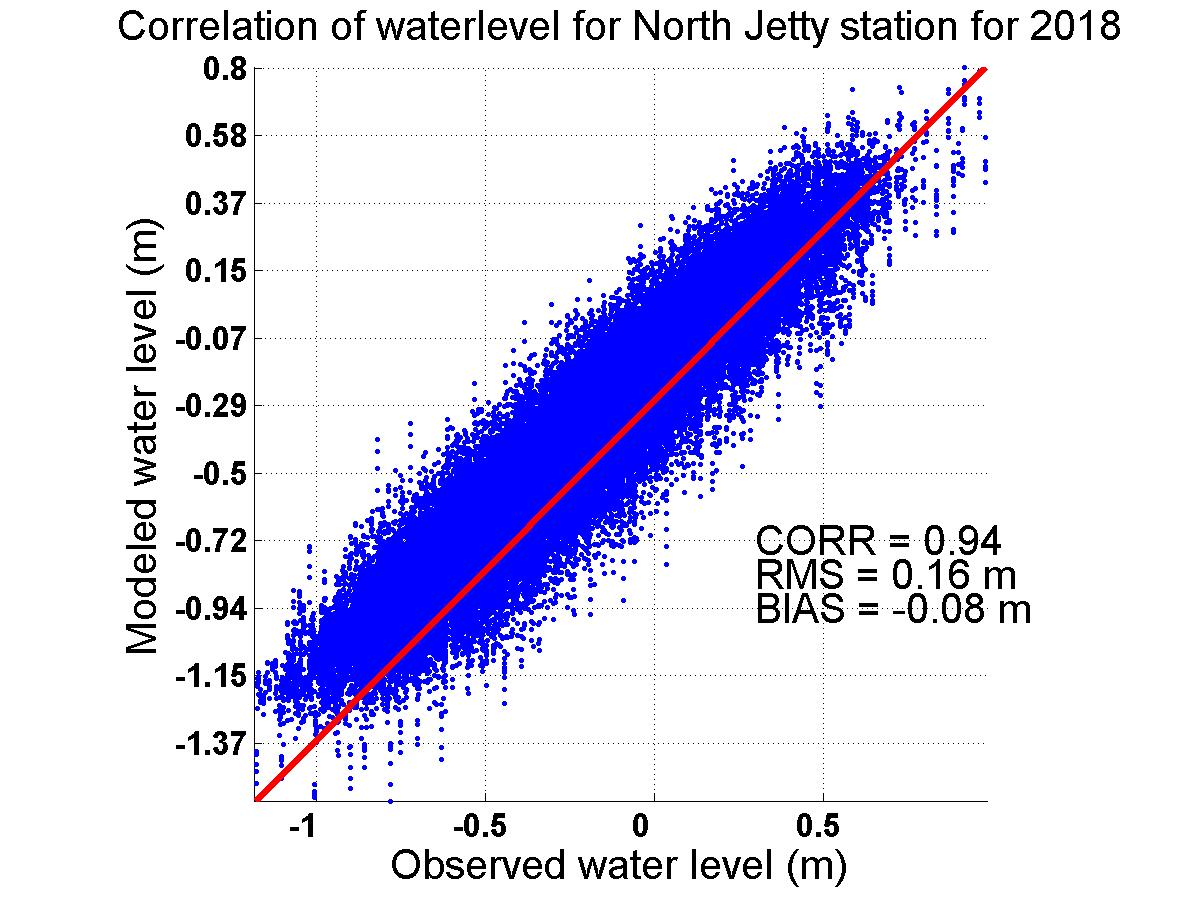 Correlation of waterlevel for North Jetty station for 2018
0.8
0.58
0.37
0.15
-0.07
-0.29
-0.5
-0.72
-0.94
-1.15
-1.37
Modeled water level (m)
CORR = 0.94
RMS = 0.16 m
BIAS = -0.08 m
-1 -0.5 0 0.5
Observed water level (m)